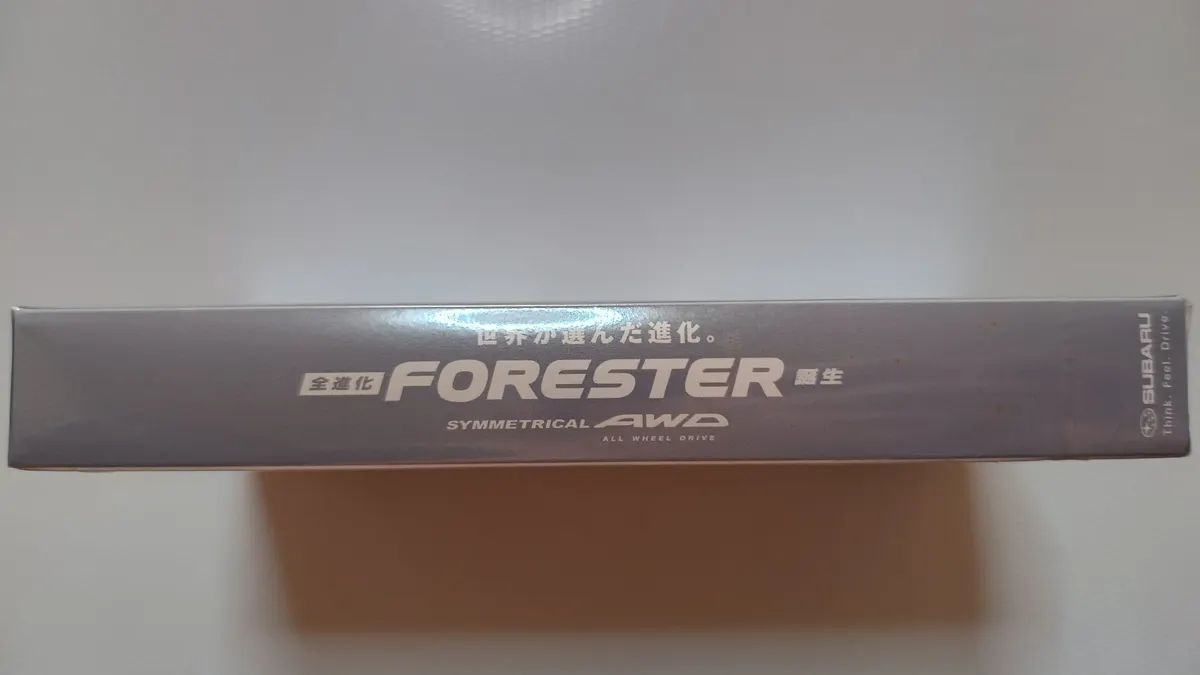 世界が選んだ進化。
全進化 FORESTER 誕生
SYMMETRICAL AWD
ALL WHEEL DRIVE
SUBARU
Think. Feel. Drive.